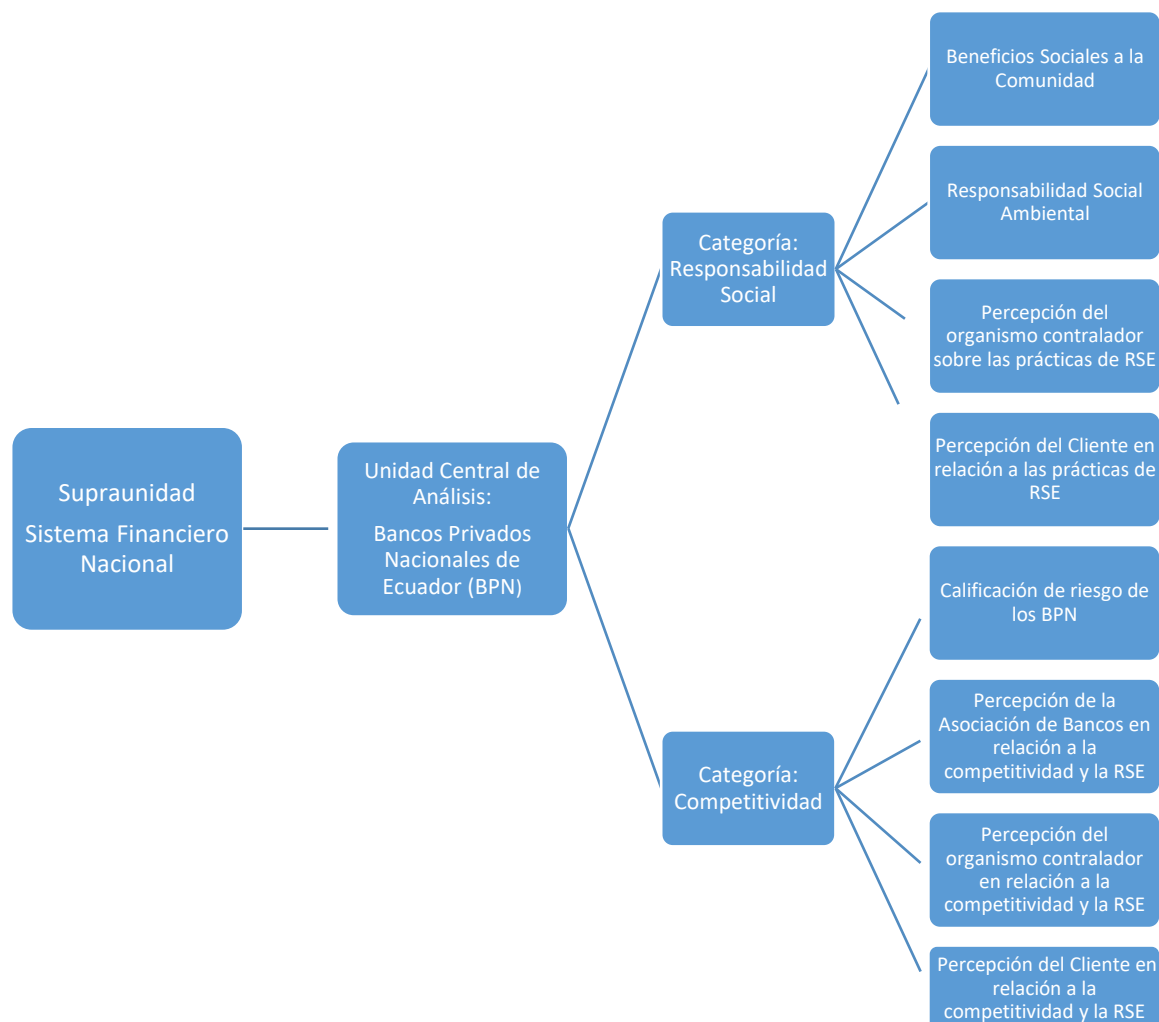 Supraunidad
Sistema Financiero
Nacional
Unidad Central de
Análisis:
Bancos Privados
Nacionales de
Ecuador (BPN)
Categoría:
Responsabilidad
Social
Beneficios Sociales a la
Comunidad
Responsabilidad Social
Ambiental
Percepción del
organismo contralador
sobre las prácticas de RSE
Percepción del Cliente en
relación a las prácticas de
RSE
Categoría:
Competitividad
Calificación de riesgo de
los BPN
Percepción de la
Asociación de Bancos en
relación a la
competitividad y la RSE
Percepción del
organismo contralador
en relación a la
competitividad y la RSE
Percepción del Cliente en
relación a la
competitividad y la RSE